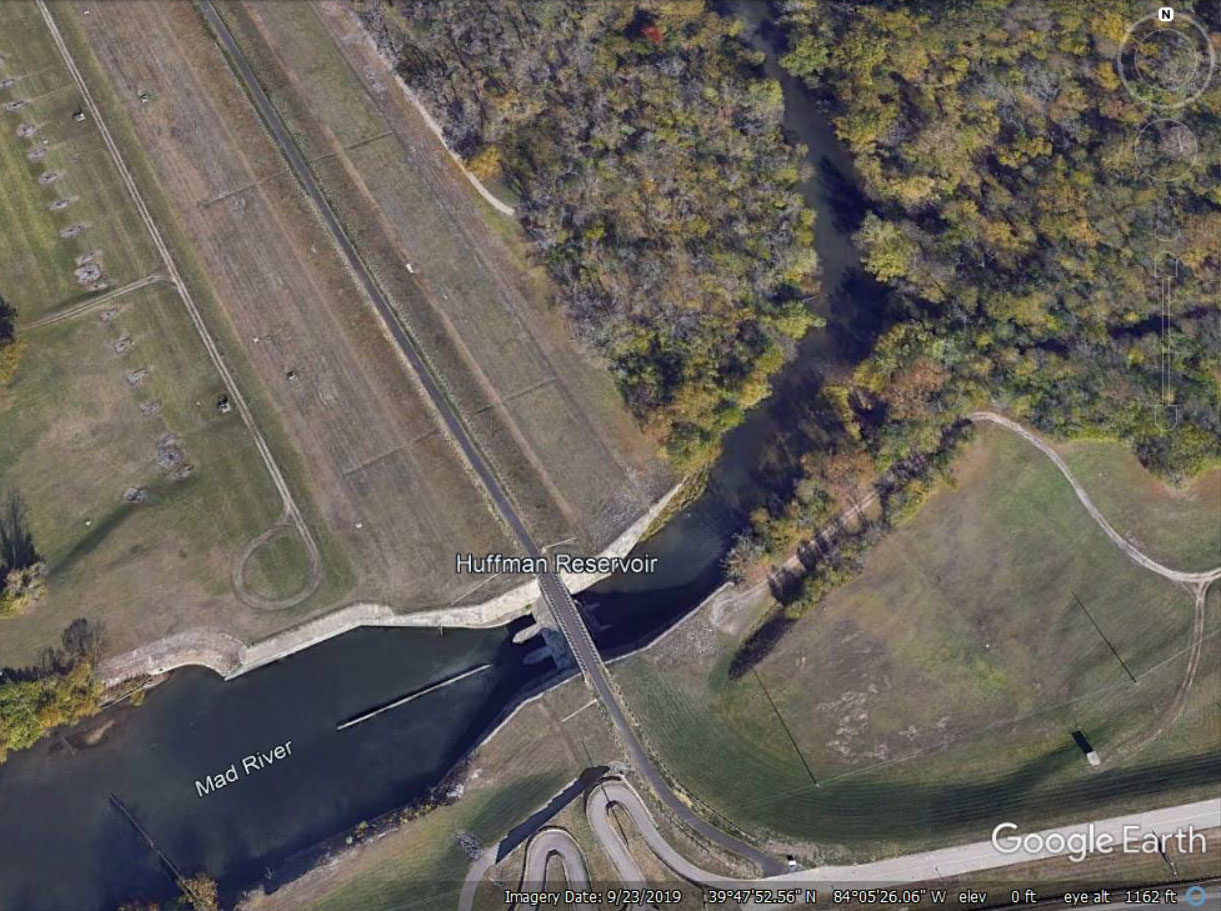 N
Huffman Reservoir
Mad River
Google Earth
Imagery Date: 9/23/2019 39°47'52.56" N 84°05'26.06" W elev 0 ft eye alt 1162 ft